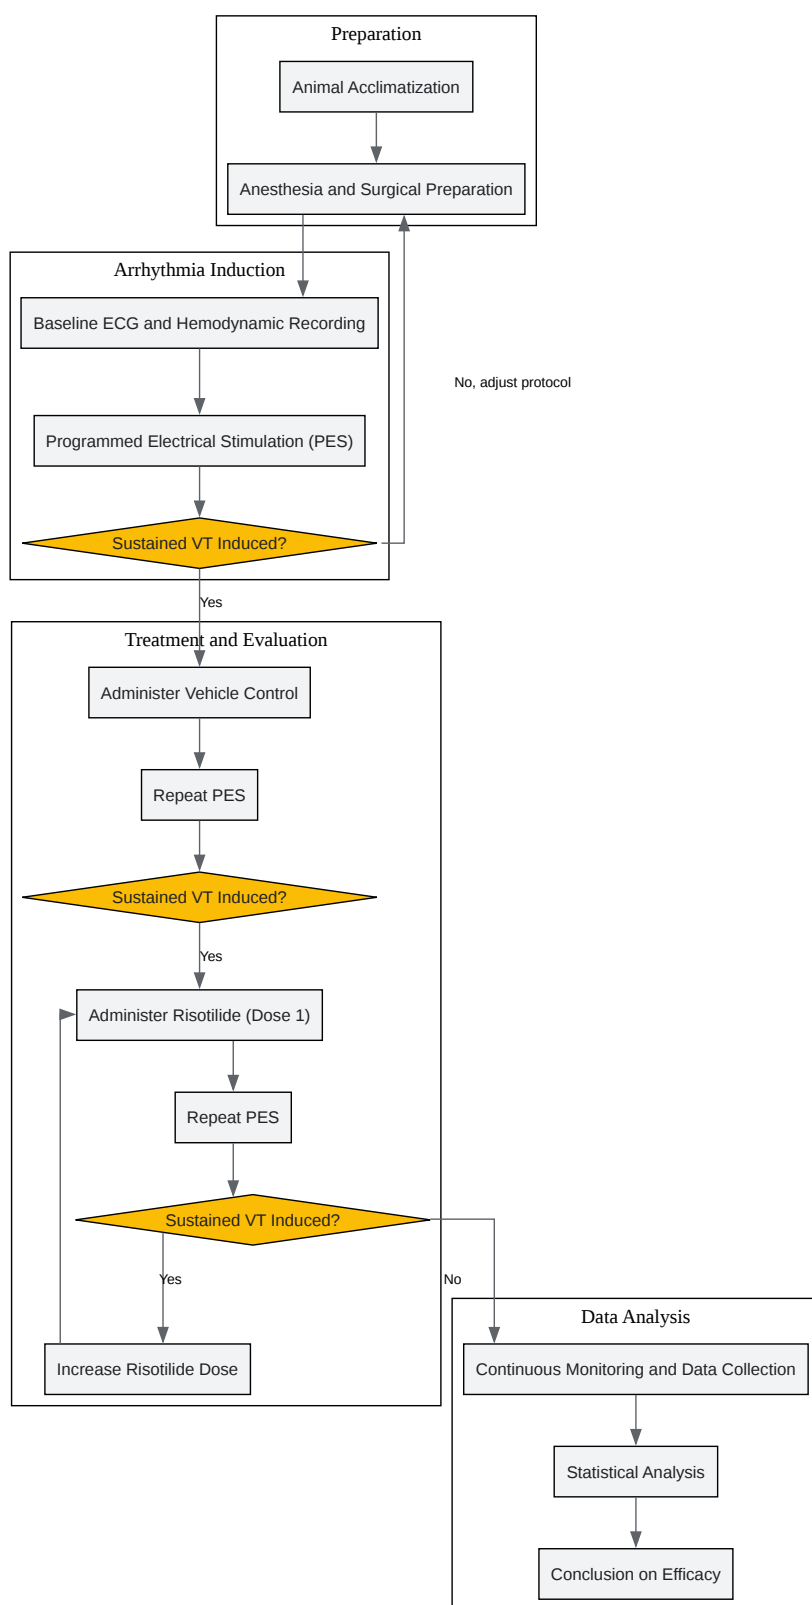 Preparation
Animal Acclimatization
Anesthesia and Surgical Preparation
Arrhythmia Induction
Baseline ECG and Hemodynamic Recording
No, adjust protocol
Programmed Electrical Stimulation (PES)
Sustained VT Induced?
Yes
Treatment and Evaluation
Administer Vehicle Control
Repeat PES
Sustained VT Induced?
Yes
Administer Risotilide (Dose 1)
Repeat PES
Sustained VT Induced?
Yes
No
Increase Risotilide Dose
Data Analysis
Continuous Monitoring and Data Collection
Statistical Analysis
Conclusion on Efficacy